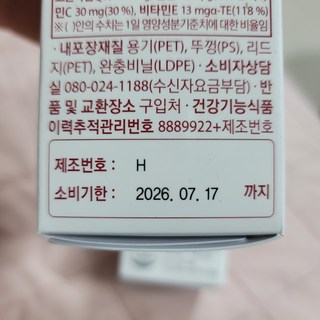 민C 30 mg(30 %), 비타민E 13 mgα-TE(118 %)
※( )안의 수치는 1일 영양성분기준치에 대한 비율임
· 내포장재질 용기(PET), 뚜껑(PS), 리드
지(PET), 완충비닐(LDPE) · 소비자상담
실 080-024-1188(수신자요금부담) · 반
품 및 교환장소 구입처 · 건강기능식품
이력추적관리번호 8889922+제조번호
제조번호 : H
소비기한 : 2026. 07. 17 까지